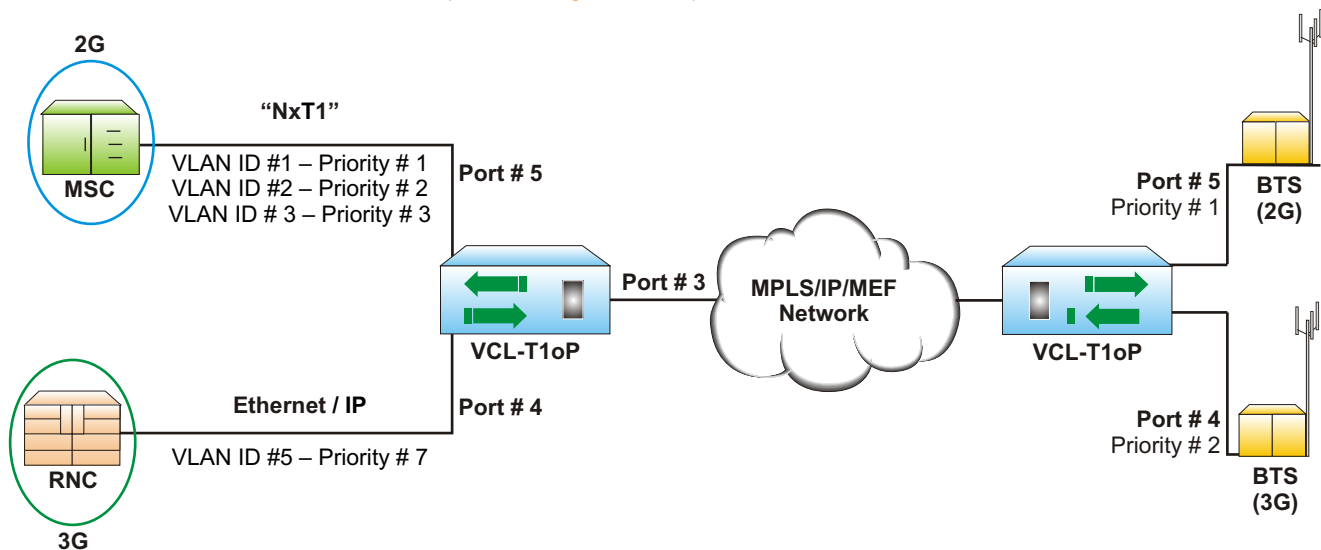 2G
MSC
“NxT1”
VLAN ID #1 – Priority # 1
VLAN ID #2 – Priority # 2
VLAN ID # 3 – Priority # 3
Port # 5
VCL-T1oP
Port # 3
MPLS/IP/MEF
Network
Port # 5
Priority # 1
BTS
(2G)
VCL-T1oP
Ethernet / IP
Port # 4
VLAN ID #5 – Priority # 7
RNC
3G
Port # 4
Priority # 2
BTS
(3G)